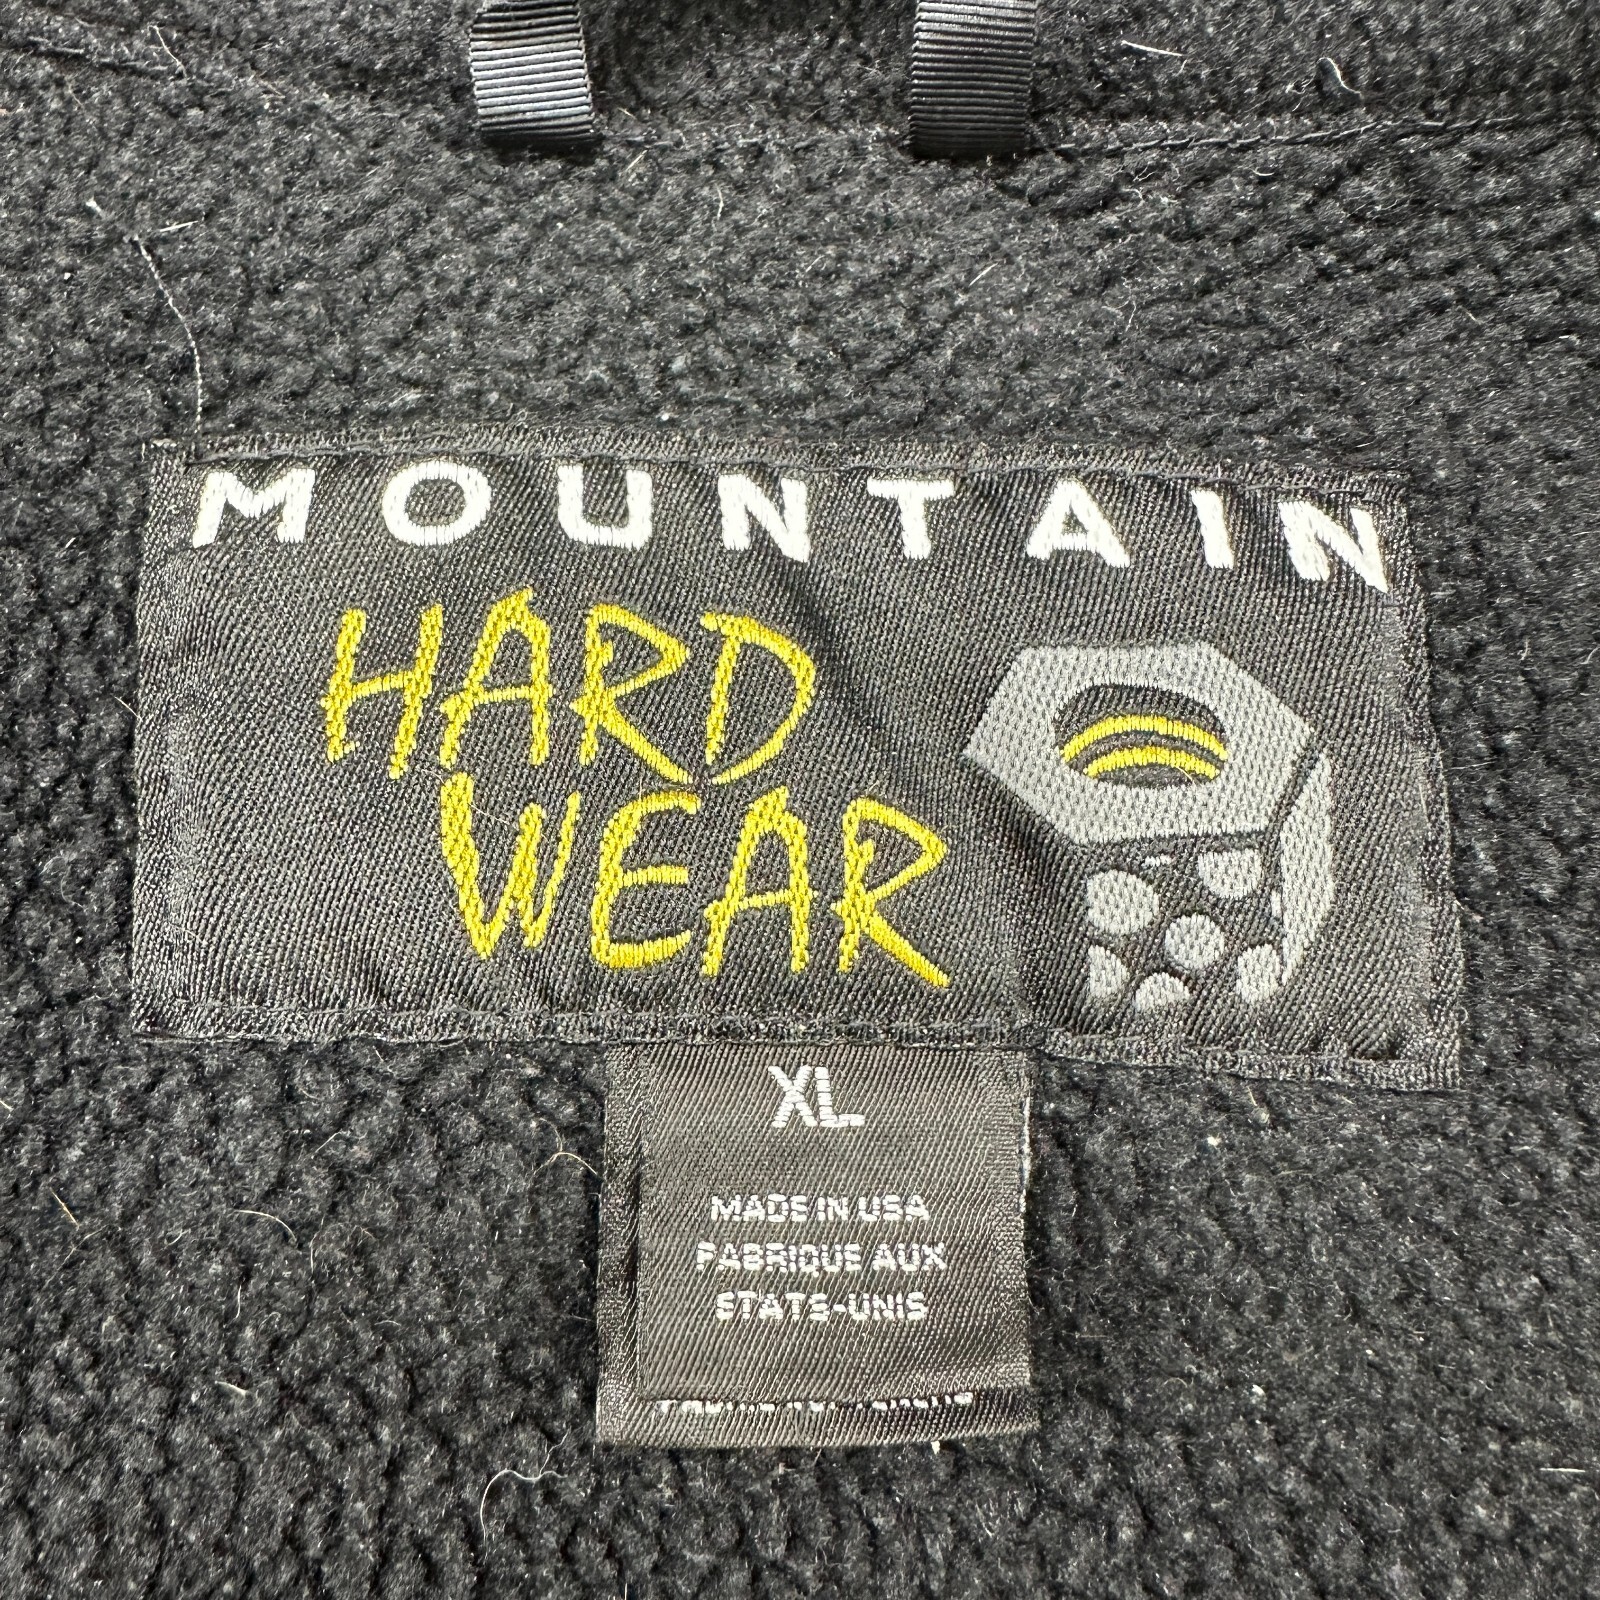 MOUNTAIN
HARD
WEAR
XL
MADE IN USA
FABRIQUE AUX
ETATS-UNIS